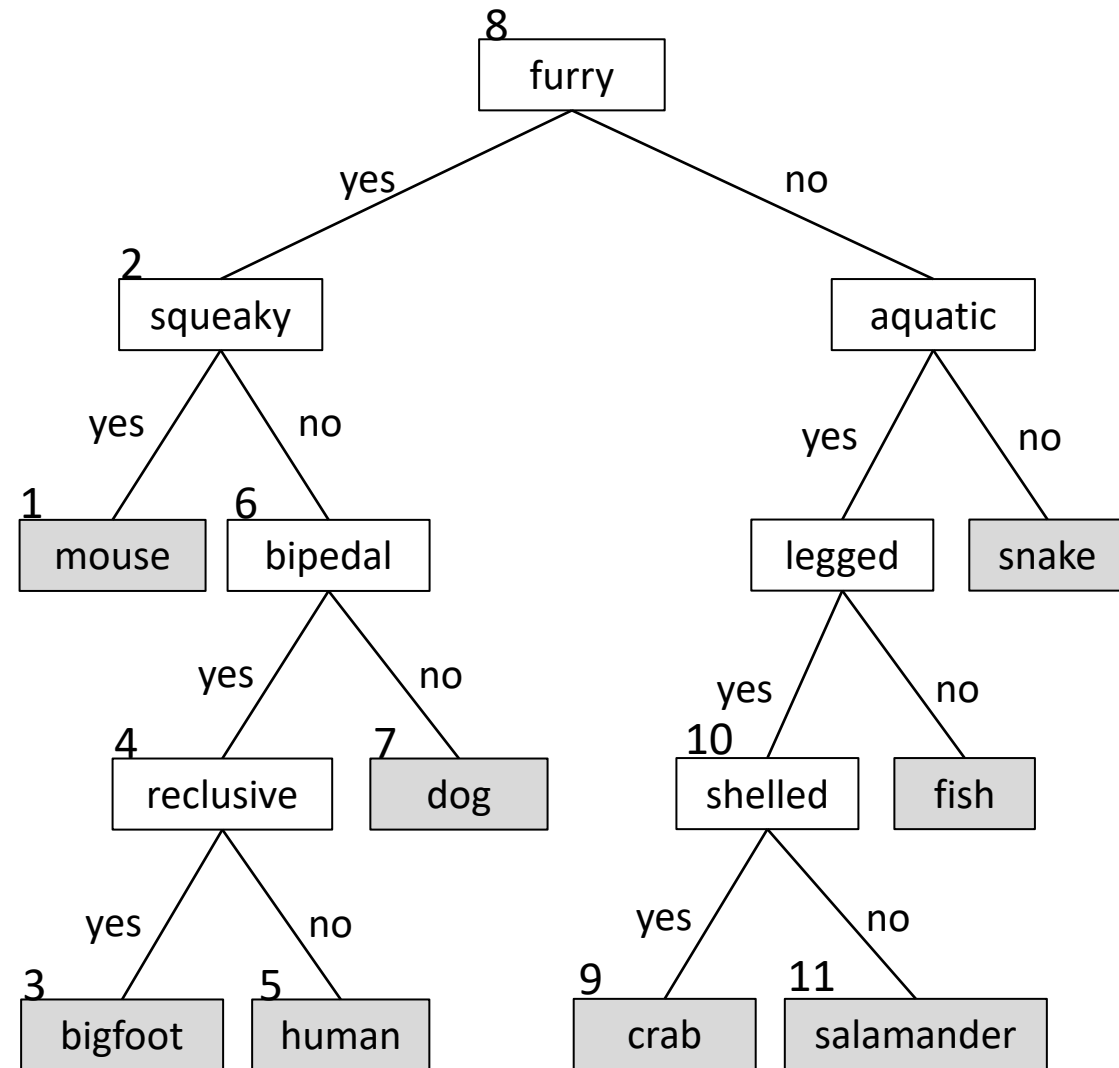 8
furry
yes no
2
squeaky aquatic
yes no yes no
1 6
mouse bipedal legged snake
yes no yes no
4 7 10
reclusive dog shelled fish
yes no yes no
3 5 9 11
bigfoot human crab salamander